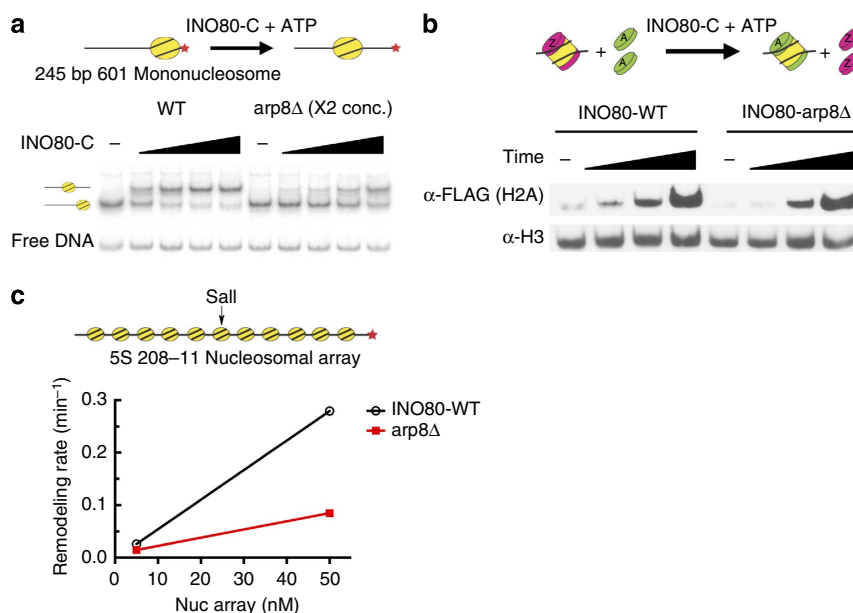 a
INO80-C + ATP
245 bp 601 Mononucleosome
WT
arp8Δ (X2 conc.)
INO80-C
–
–
Free DNA
b
INO80-C + ATP
Z
+
A
A
A
+
Z
Z
INO80-WT
INO80-arp8Δ
Time
–
–
α-FLAG (H2A)
α-H3
c
SalI
5S 208–11 Nucleosomal array
Remodeling rate (min⁻¹)
0.3
0.2
0.1
0.0
0 10 20 30 40 50
Nuc array (nM)
INO80-WT
arp8Δ